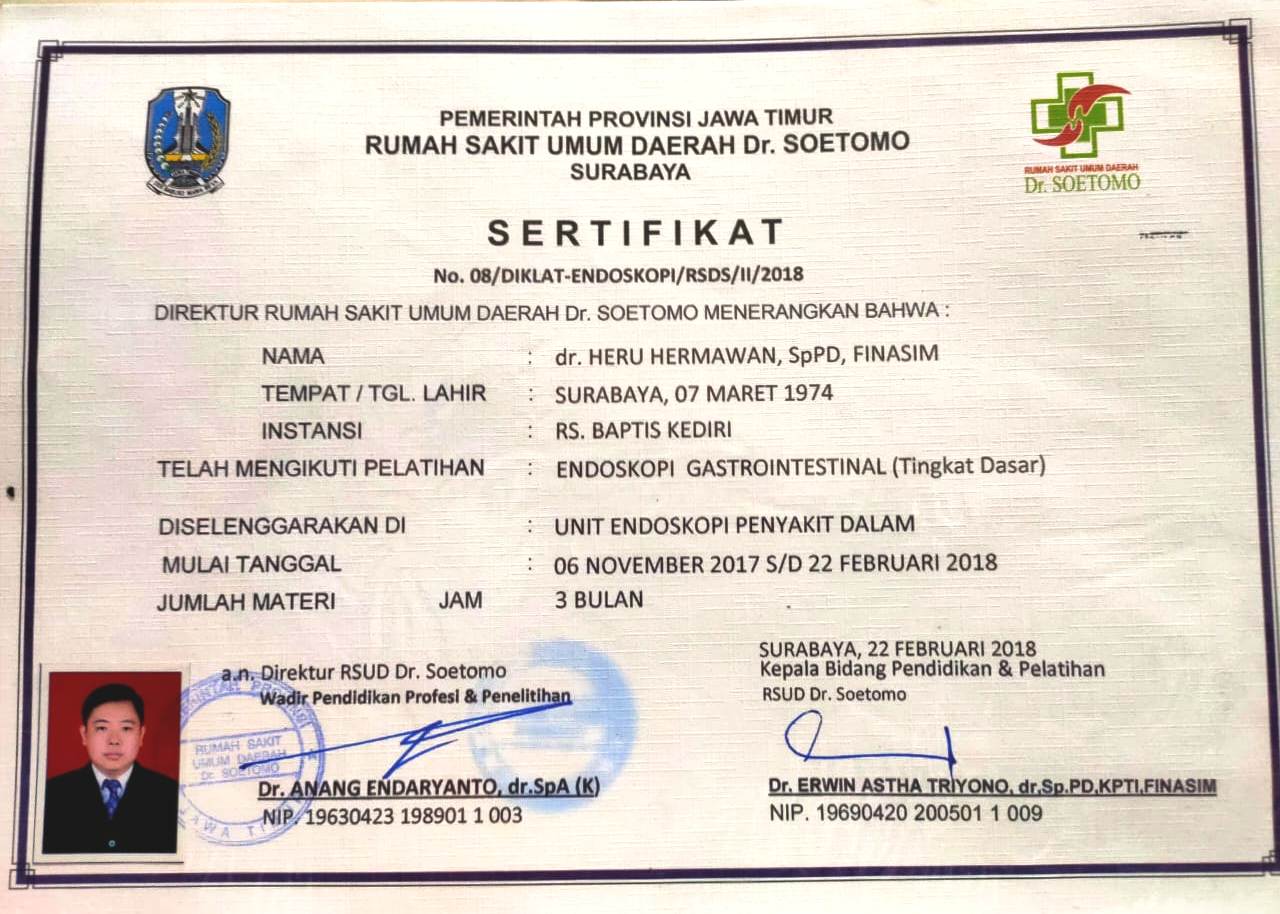 PEMERINTAH PROVINSI JAWA TIMUR
RUMAH SAKIT UMUM DAERAH Dr. SOETOMO
SURABAYA
RUMAH SAKIT UMUM DAERAH
Dr. SOETOMO
SERTIFIKAT
No. 08/DIKLAT-ENDOSKOPI/RSDS/II/2018
DIREKTUR RUMAH SAKIT UMUM DAERAH Dr. SOETOMO MENERANGKAN BAHWA :
NAMA : dr. HERU HERMAWAN, SpPD, FINASIM
TEMPAT / TGL. LAHIR : SURABAYA, 07 MARET 1974
INSTANSI : RS. BAPTIS KEDIRI
TELAH MENGIKUTI PELATIHAN : ENDOSKOPI GASTROINTESTINAL (Tingkat Dasar)
DISELENGGARAKAN DI : UNIT ENDOSKOPI PENYAKIT DALAM
MULAI TANGGAL : 06 NOVEMBER 2017 S/D 22 FEBRUARI 2018
JUMLAH MATERI JAM 3 BULAN
a.n. Direktur RSUD Dr. Soetomo
Wadir Pendidikan Profesi & Penelitihan
RUMAH SAKIT
UMUM DAERAH
Dr. SOETOMO
Dr. ANANG ENDARYANTO, dr.SpA (K)
NIP. 19630423 198901 1 003
SURABAYA, 22 FEBRUARI 2018
Kepala Bidang Pendidikan & Pelatihan
RSUD Dr. Soetomo
Dr. ERWIN ASTHA TRIYONO, dr.Sp.PD,KPTI,FINASIM
NIP. 19690420 200501 1 009